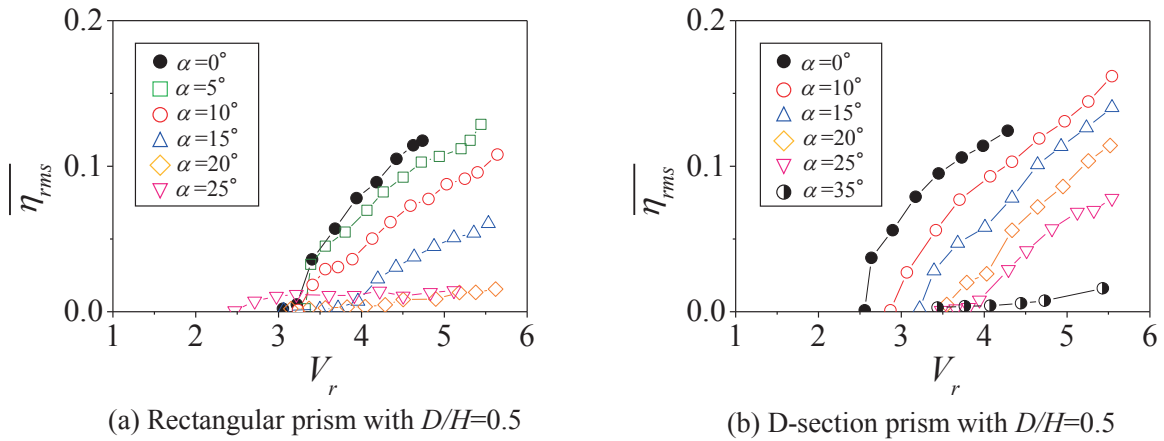 0.2
0.1
0.0
η_rms
α=0°
α=5°
α=10°
α=15°
α=20°
α=25°
1 2 3 4 5 6
V_r
(a) Rectangular prism with D/H=0.5
0.2
0.1
0.0
η_rms
α=0°
α=10°
α=15°
α=20°
α=25°
α=35°
1 2 3 4 5 6
V_r
(b) D-section prism with D/H=0.5